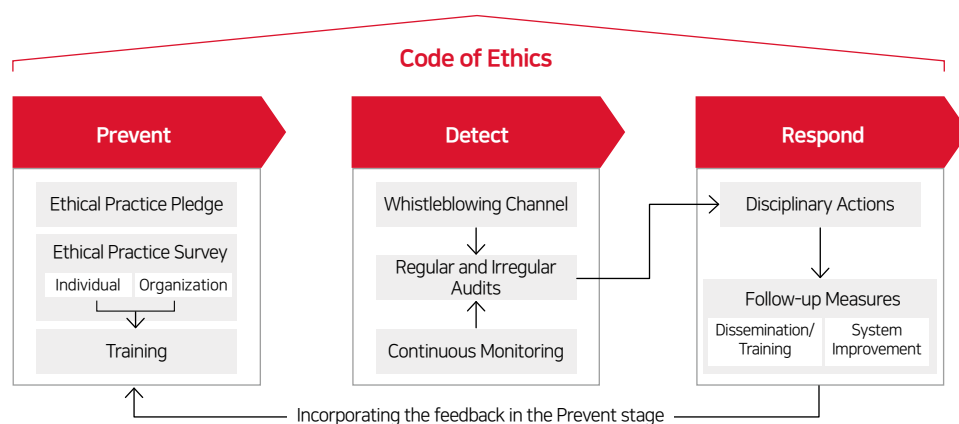 Code of Ethics
Prevent
Ethical Practice Pledge
Ethical Practice Survey
Individual
Organization
Training
Detect
Whistleblowing Channel
Regular and Irregular
Audits
Continuous Monitoring
Respond
Disciplinary Actions
Follow-up Measures
Dissemination/
Training
System
Improvement
Incorporating the feedback in the Prevent stage